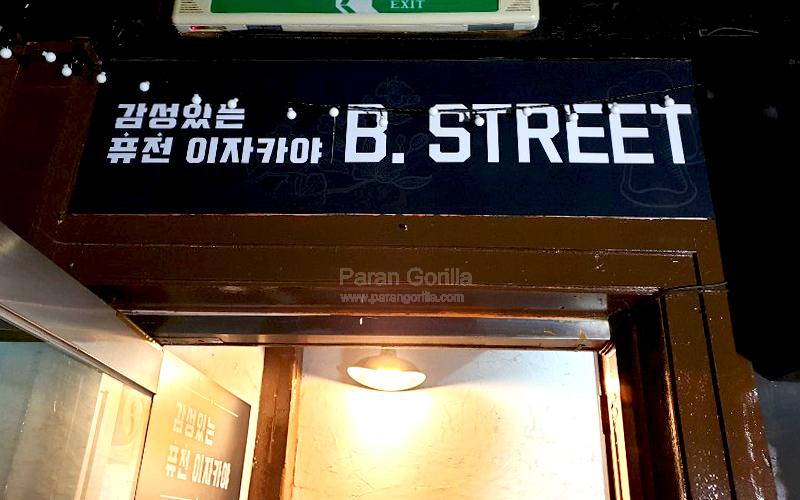 EXIT
감성있는
퓨전 이자카야
B. STREET
Paran Gorilla
www.parangorilla.com
감성있는
퓨전 이자카야